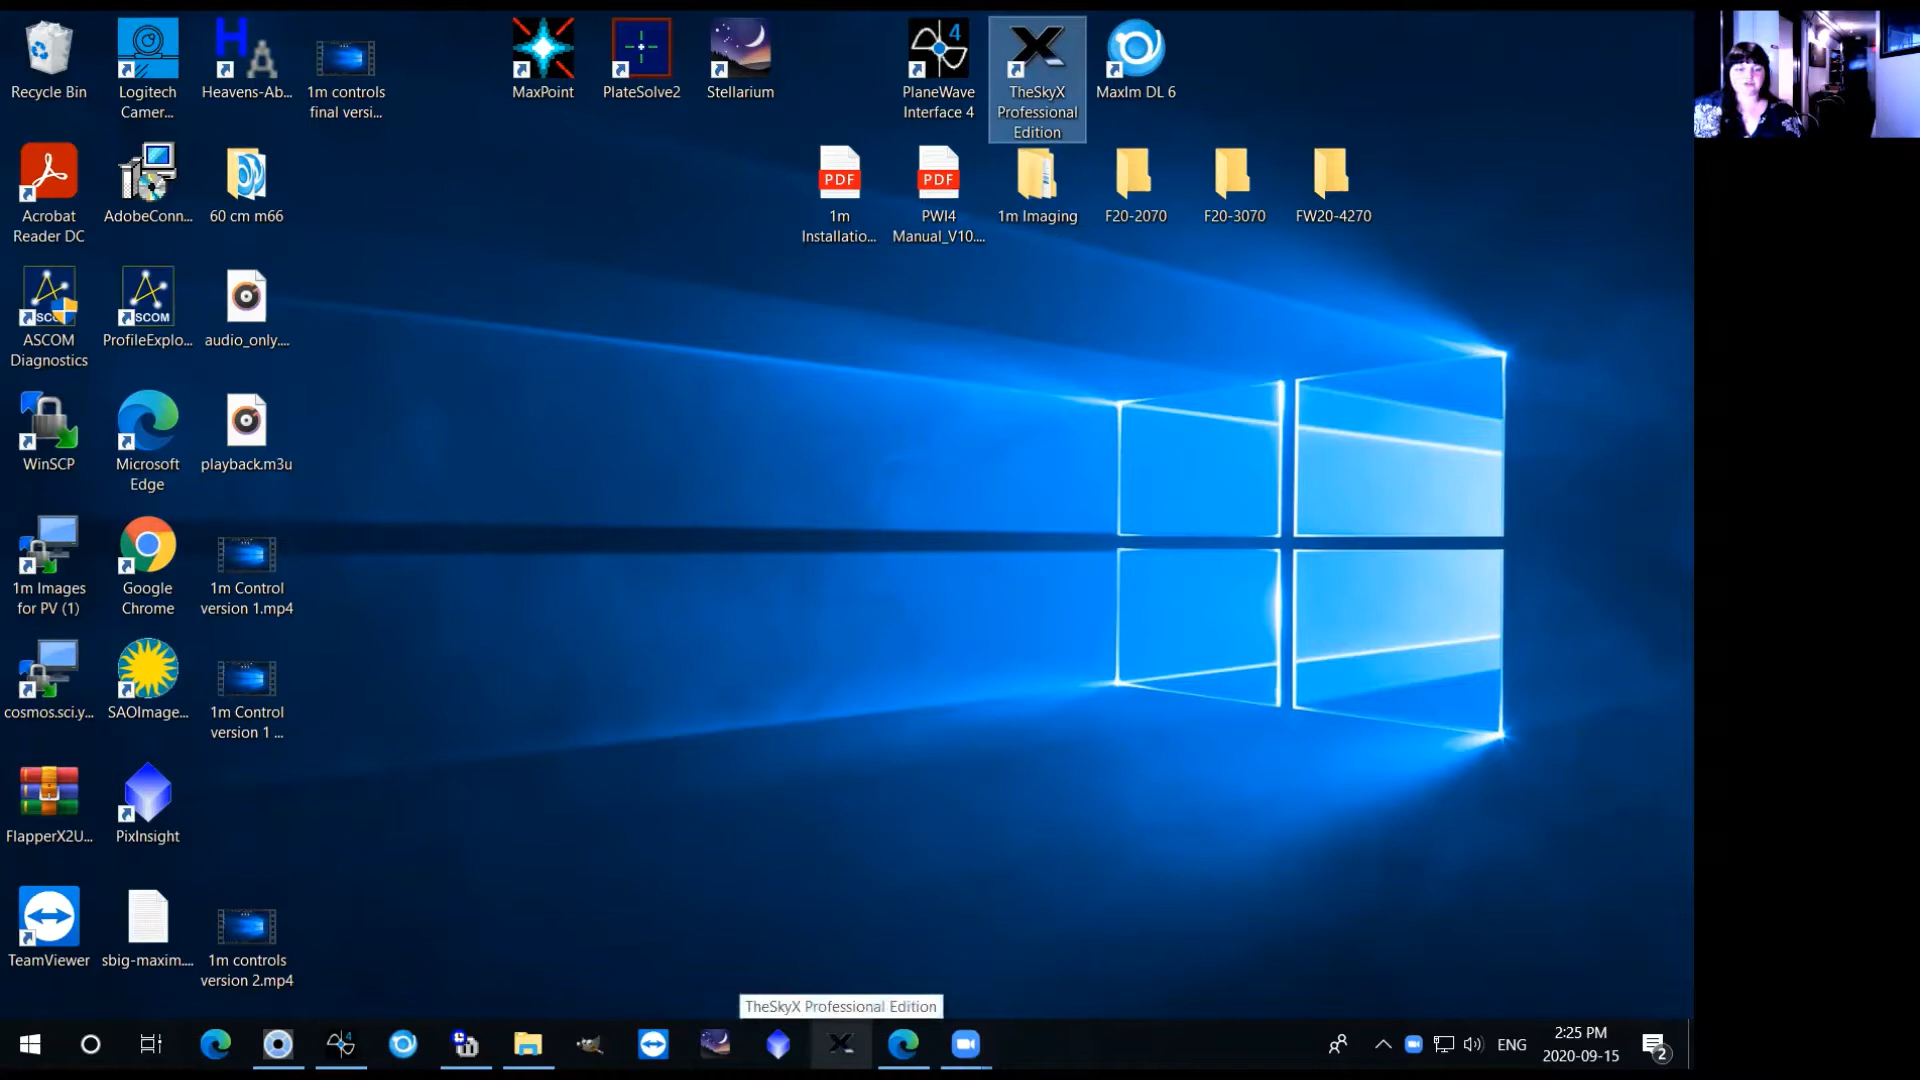 Recycle Bin
Logitech
Camer...
Heavens-Ab...
1m controls
final versi...
MaxPoint
PlateSolve2
Stellarium
4
PlaneWave
Interface 4
TheSkyX
Professional
Edition
MaxIm DL 6
Acrobat
Reader DC
AdobeConn...
60 cm m66
PDF
1m
Installatio...
PDF
PWI4
Manual_V10....
1m Imaging
F20-2070
F20-3070
FW20-4270
SCO
ASCOM
Diagnostics
SCOM
ProfileExplo...
audio_only....
WinSCP
Microsoft
Edge
playback.m3u
1m Images
for PV (1)
Google
Chrome
1m Control
version 1.mp4
cosmos.sci.y...
SAOImage...
1m Control
version 1 ...
FlapperX2U...
PixInsight
TeamViewer
sbig-maxim....
1m controls
version 2.mp4
TheSkyX Professional Edition
4
ENG
2:25 PM
2020-09-15
2